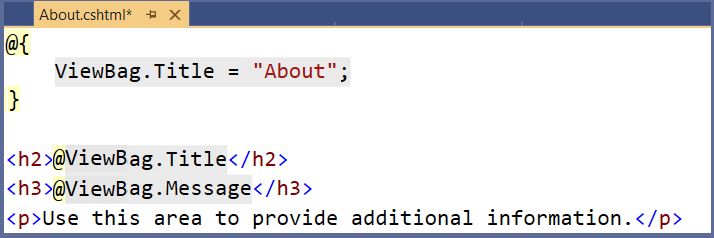 About.cshtml*
@{
    ViewBag.Title = "About";
}
<h2>@ViewBag.Title</h2>
<h3>@ViewBag.Message</h3>
<p>Use this area to provide additional information.</p>